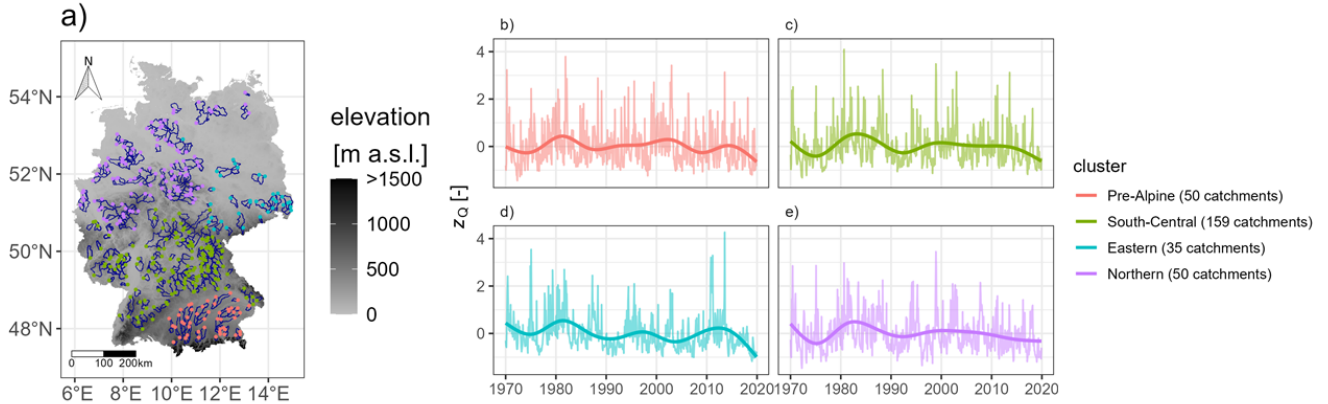 a)
N
54°N
52°N
50°N
48°N
0 100 200km
6°E 8°E 10°E 12°E 14°E
elevation
[m a.s.l.]
>1500
1000
500
0
b)
c)
4
2
0
d)
e)
4
2
0
zQ [-]
1970 1980 1990 2000 2010 2020
1970 1980 1990 2000 2010 2020
cluster
Pre-Alpine (50 catchments)
South-Central (159 catchments)
Eastern (35 catchments)
Northern (50 catchments)